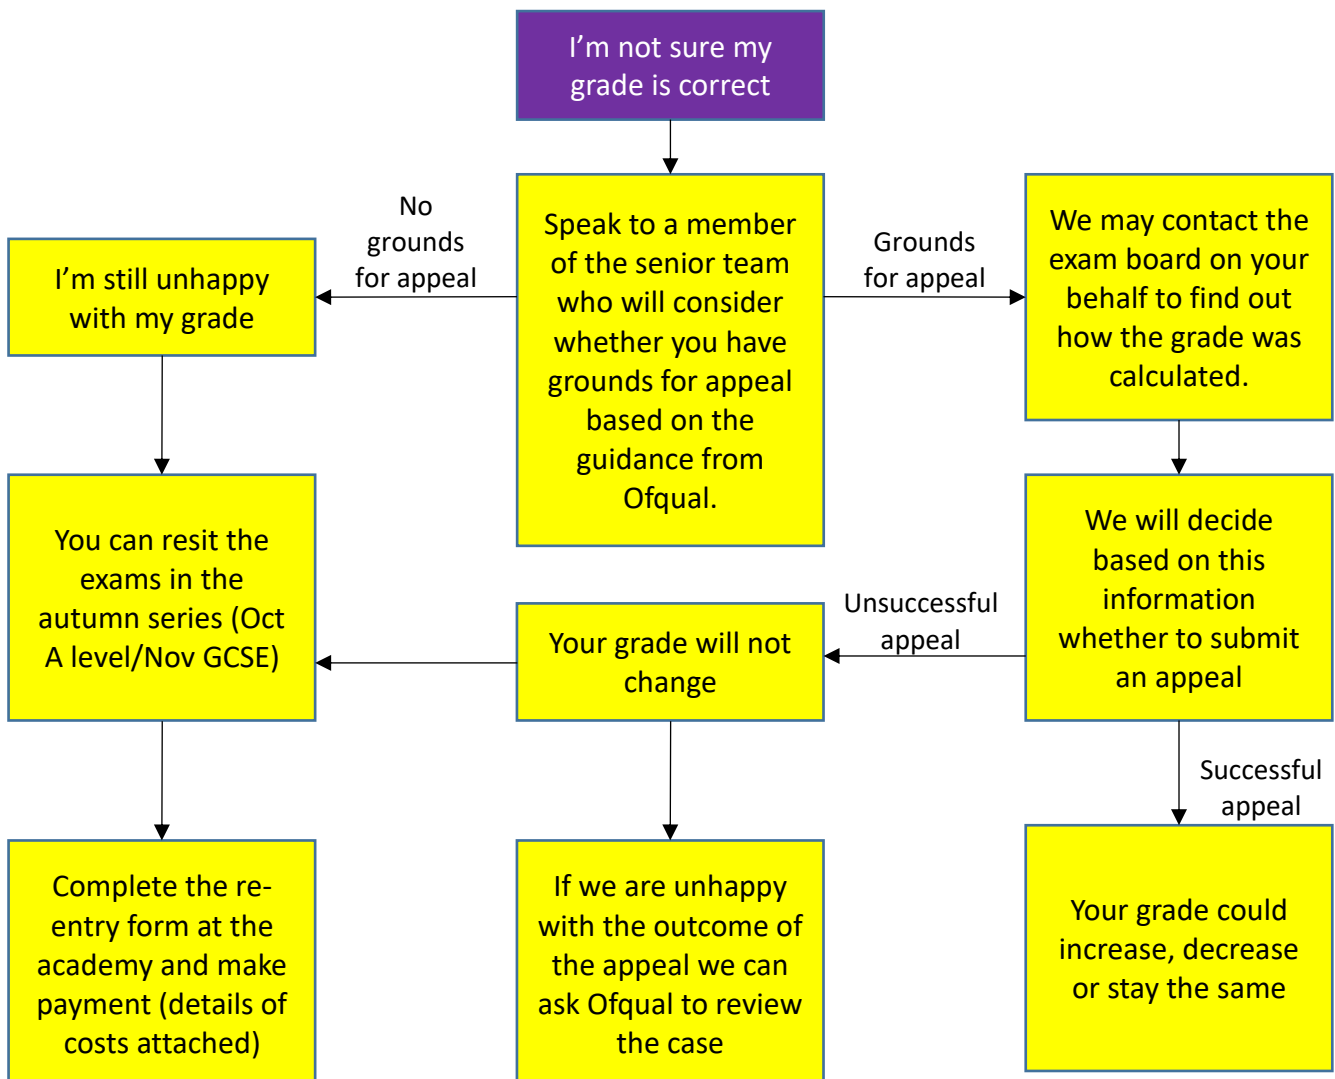 I'm not sure my
grade is correct
No
grounds
for appeal
Speak to a member
of the senior team
who will consider
whether you have
grounds for appeal
based on the
guidance from
Ofqual.
Grounds
for appeal
We may contact the
exam board on your
behalf to find out
how the grade was
calculated.
I'm still unhappy
with my grade
You can resit the
exams in the
autumn series (Oct
A level/Nov GCSE)
Your grade will not
change
Unsuccessful
appeal
We will decide
based on this
information
whether to submit
an appeal
Successful
appeal
Complete the re-
entry form at the
academy and make
payment (details of
costs attached)
If we are unhappy
with the outcome of
the appeal we can
ask Ofqual to review
the case
Your grade could
increase, decrease
or stay the same